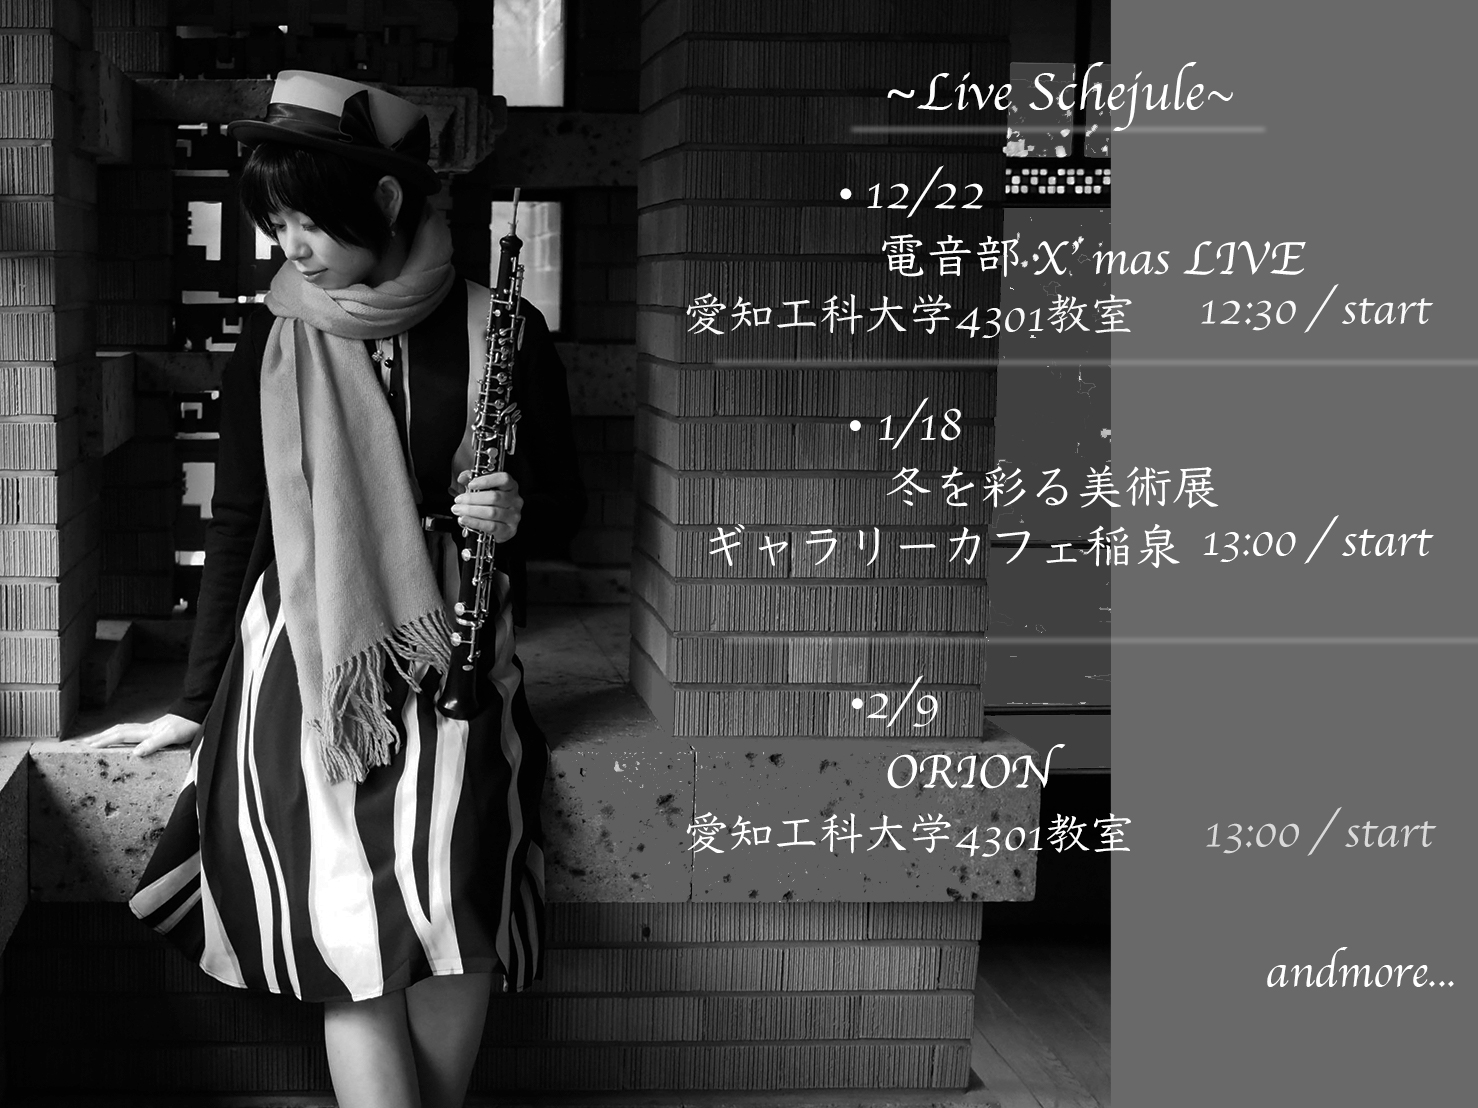 ~Live Schejule~
・12/22
電音部.X’mas LIVE
愛知工科大学4301教室 12:30 / start
・1/18
冬を彩る美術展
ギャラリーカフェ稲泉 13:00 / start
・2/9
ORION
愛知工科大学4301教室 13:00 / start
andmore...